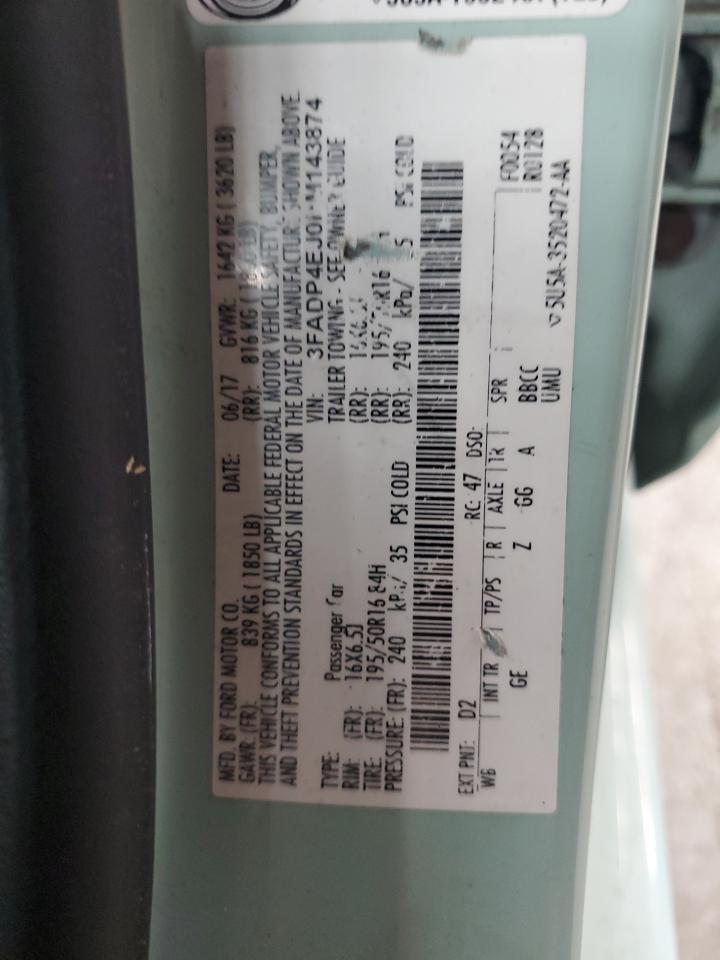 MFD. BY FORD MOTOR CO.
DATE: 06/17 GVWR: 1642 KG ( 3620 LB)
GAWR: (FR): 839 KG ( 1850 LB) (RR): 816 KG
THIS VEHICLE CONFORMS TO ALL APPLICABLE FEDERAL MOTOR VEHICLE SAFETY, BUMPER,
AND THEFT PREVENTION STANDARDS IN EFFECT ON THE DATE OF MANUFACTURE SHOWN ABOVE.
VIN:
TYPE: Passenger Car TRAILER TOWING - SEE OWNER GUIDE
RIM: (FR): 16X6.5J (RR):
TIRE: (FR): 195/50R16 84H (RR):
PRESSURE: (FR): 240 kPa/ 35 PSI COLD (RR): 240 kPa/ PSI COLD
EXT PNT: D2 RC: 47 DSO: F0054
W6 INT TR TP/PS R AXLE TR SPR R0128
GE Z GG A BBCC
UMU
5U5A-3520472-AA